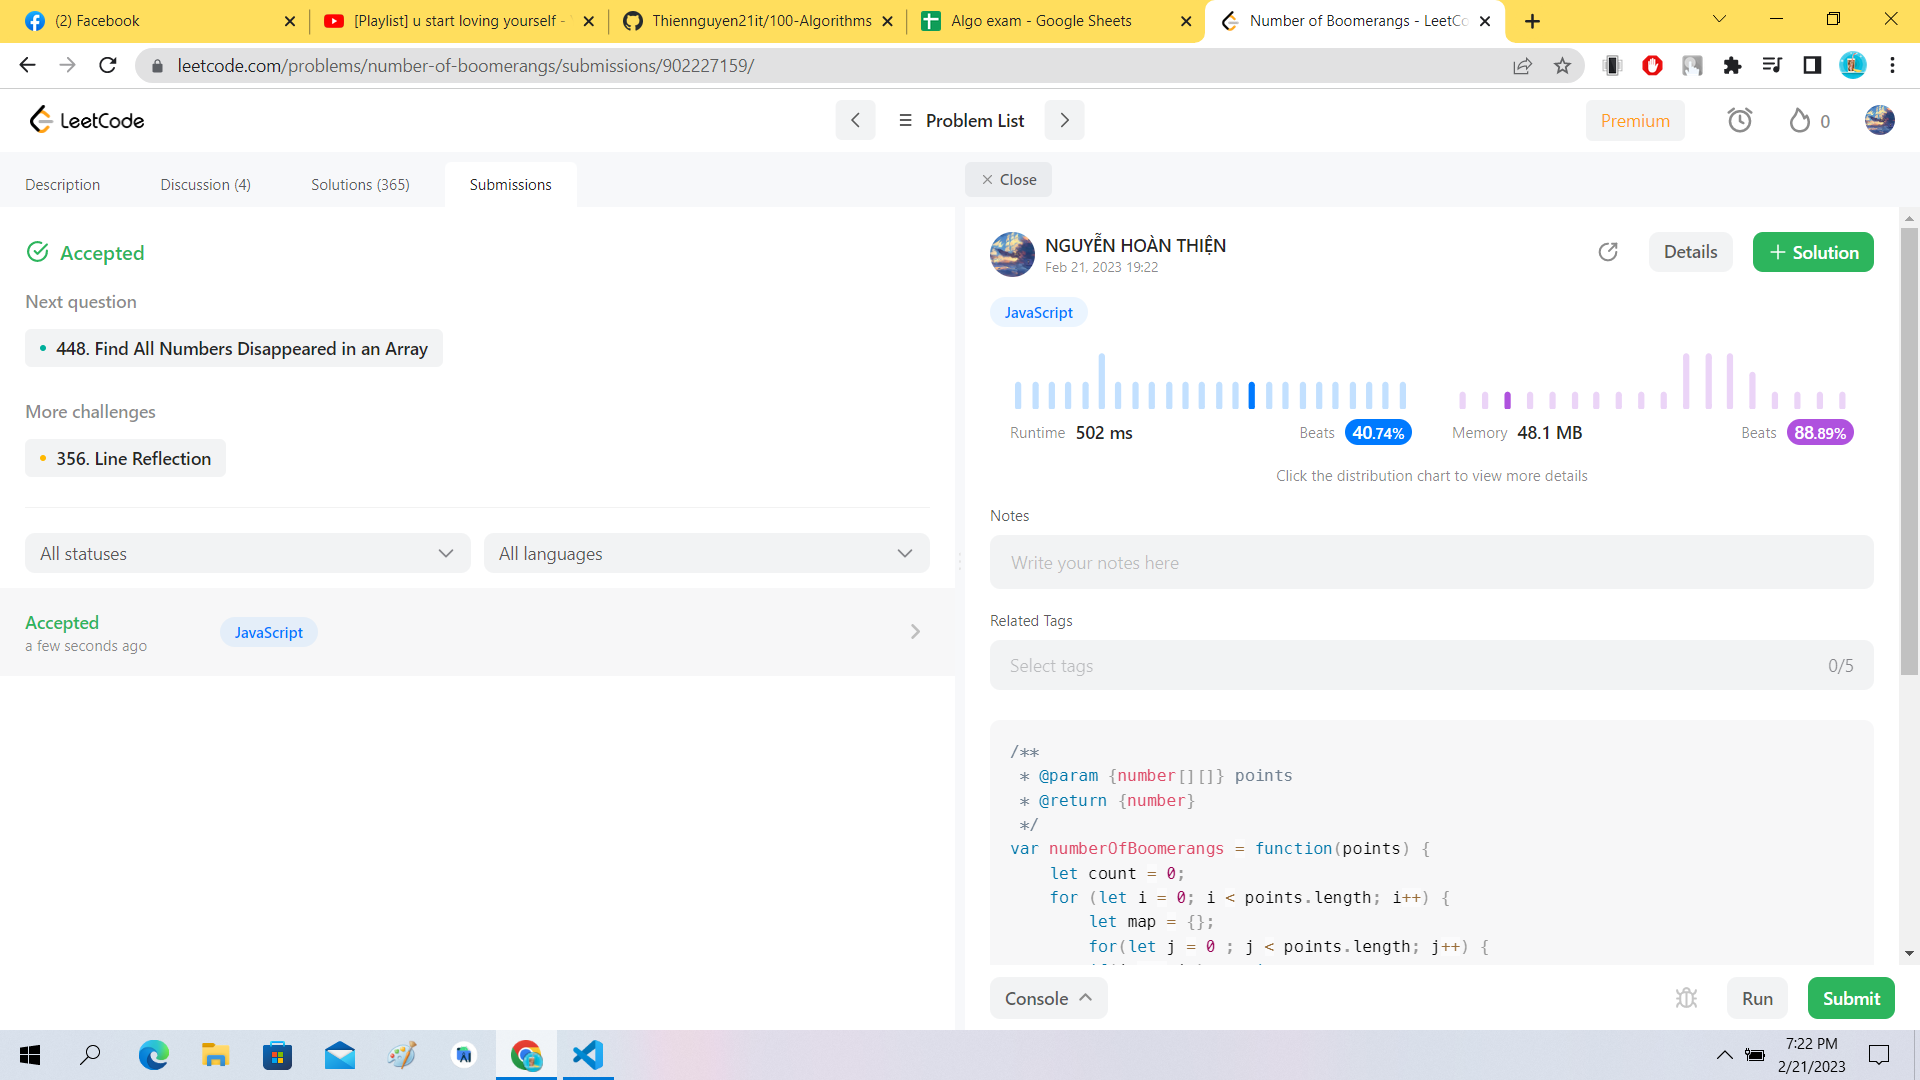 (2) Facebook
[Playlist] u start loving yourself -
Thiennguyen21it/100-Algorithms
Algo exam - Google Sheets
Number of Boomerangs - LeetCo
leetcode.com/problems/number-of-boomerangs/submissions/902227159/
LeetCode
Problem List
Premium
0
Description
Discussion (4)
Solutions (365)
Submissions
Close
Accepted
Next question
448. Find All Numbers Disappeared in an Array
More challenges
356. Line Reflection
All statuses
All languages
Accepted
a few seconds ago
JavaScript
NGUYỄN HOÀN THIỆN
Feb 21, 2023 19:22
Details
+ Solution
JavaScript
Runtime 502 ms
Beats 40.74%
Memory 48.1 MB
Beats 88.89%
Click the distribution chart to view more details
Notes
Write your notes here
Related Tags
Select tags
0/5
/**
* @param {number[][]} points
* @return {number}
*/
var numberOfBoomerangs = function(points) {
let count = 0;
for (let i = 0; i < points.length; i++) {
let map = {};
for(let j = 0 ; j < points.length; j++) {
Console
Run
Submit
7:22 PM
2/21/2023